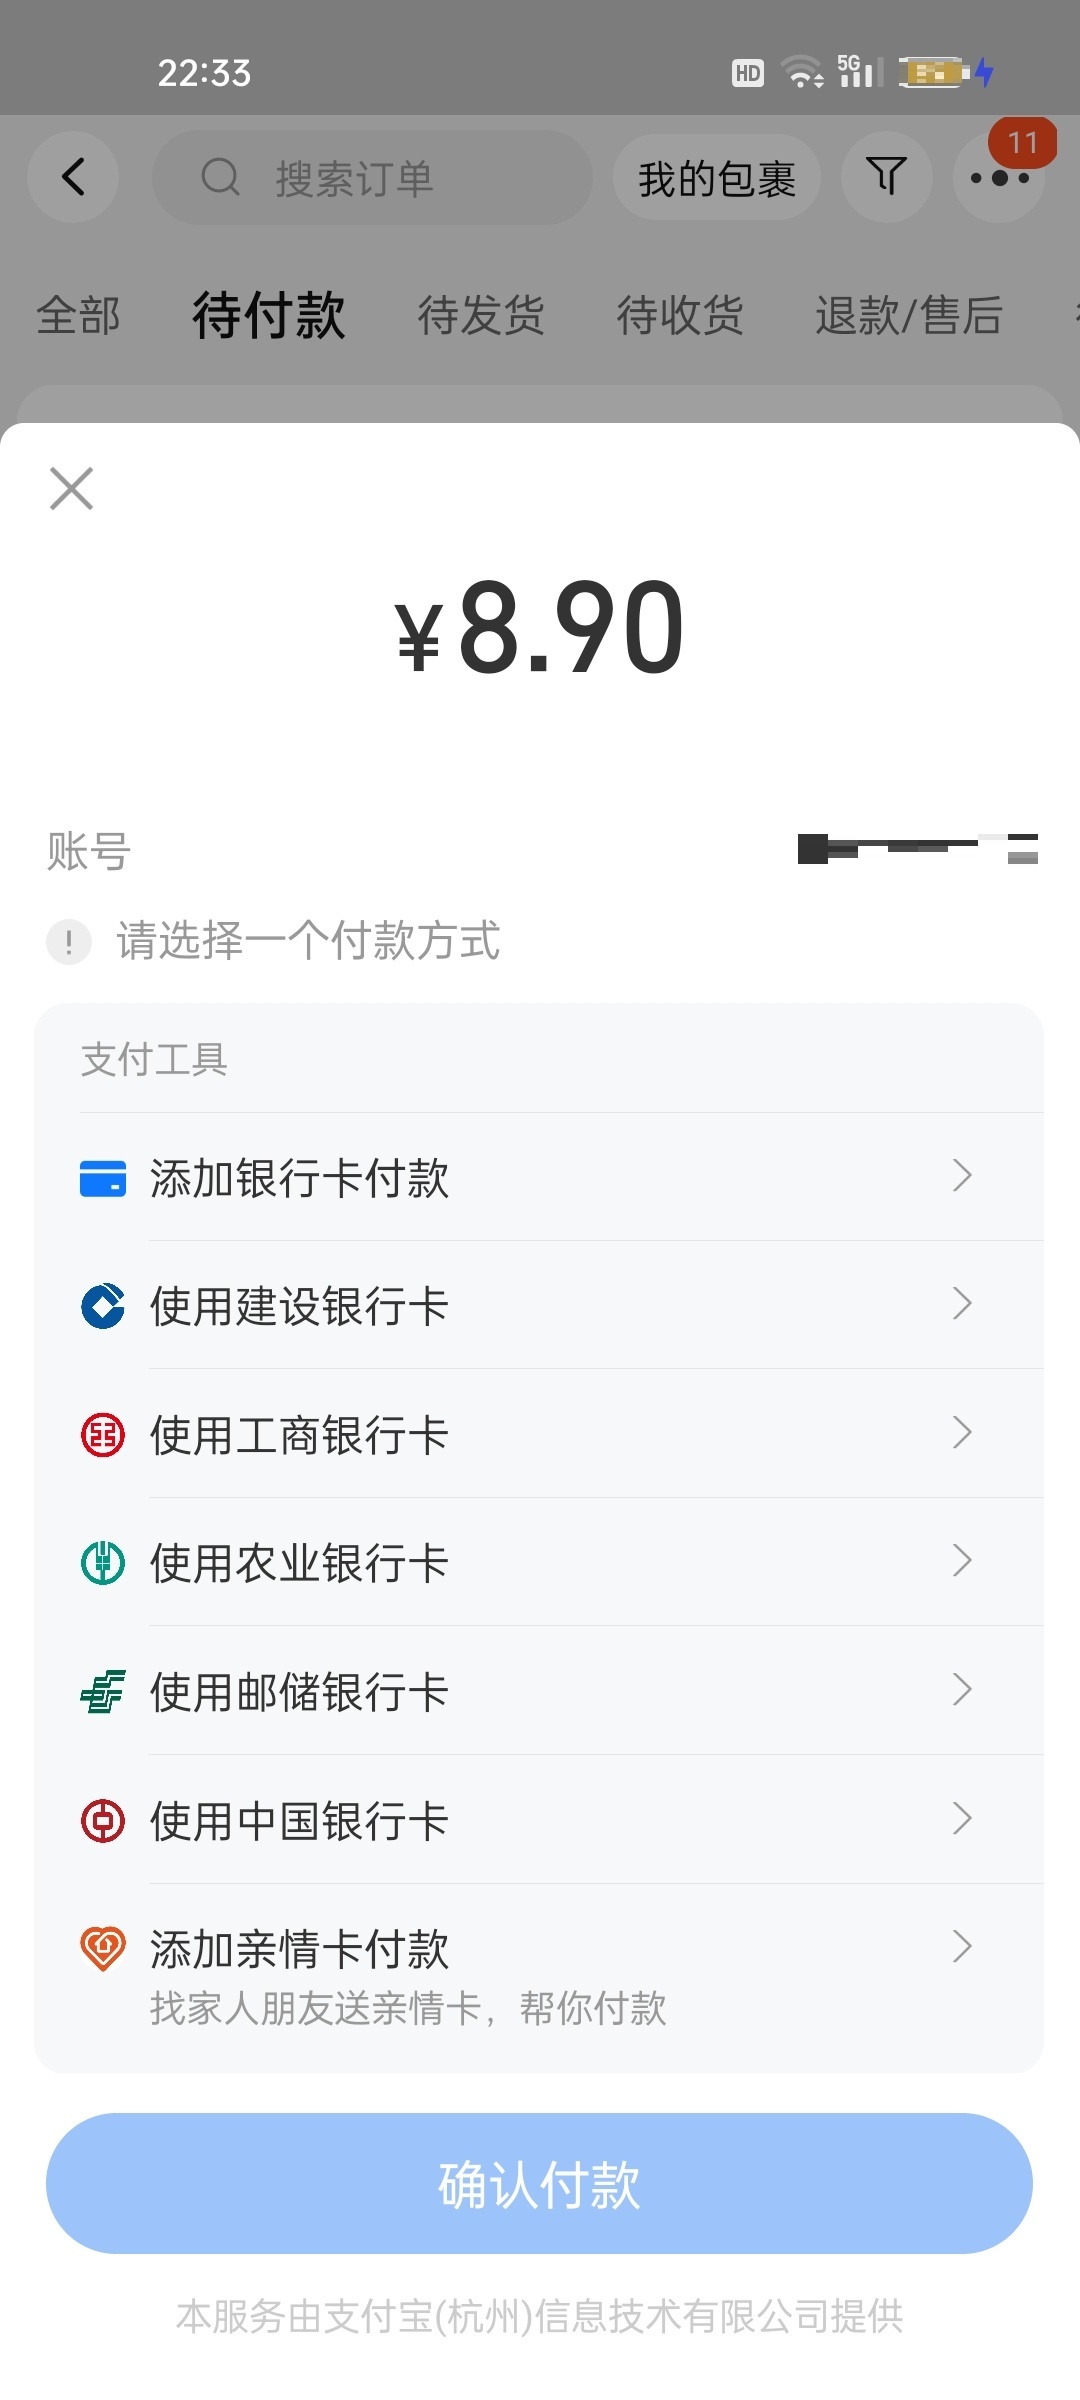 22:33
HD 5G
搜索订单
我的包裹
11
全部 待付款 待发货 待收货 退款/售后
¥8.90
账号
! 请选择一个付款方式
支付工具
添加银行卡付款
使用建设银行卡
使用工商银行卡
使用农业银行卡
使用邮储银行卡
使用中国银行卡
添加亲情卡付款
找家人朋友送亲情卡，帮你付款
确认付款
本服务由支付宝(杭州)信息技术有限公司提供